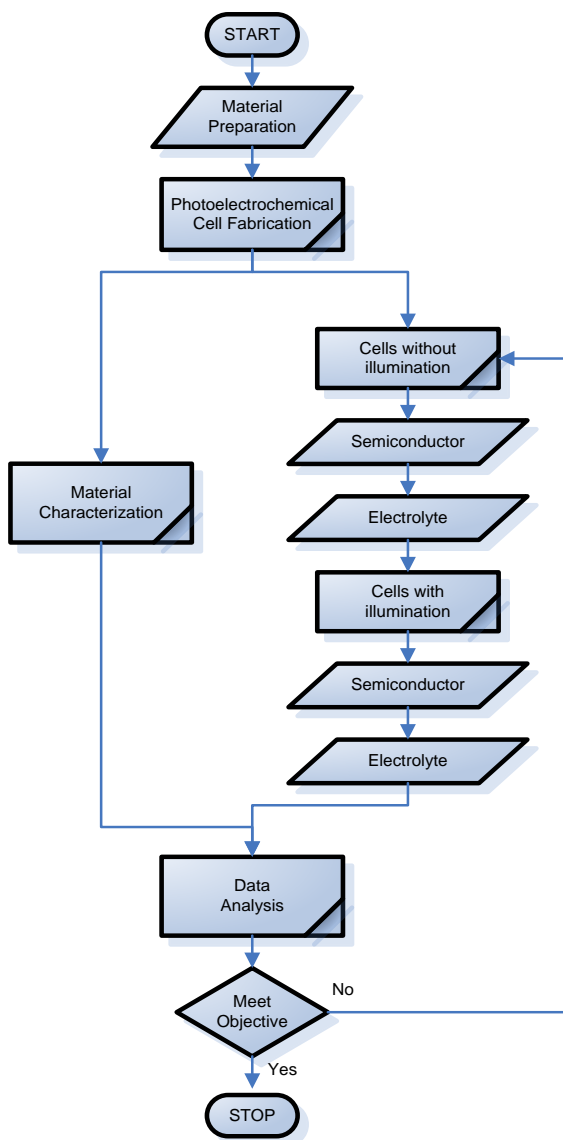 START
Material
Preparation
Photoelectrochemical
Cell Fabrication
Cells without
illumination
Semiconductor
Material
Characterization
Electrolyte
Cells with
illumination
Semiconductor
Electrolyte
Data
Analysis
Meet
Objective
No
Yes
STOP